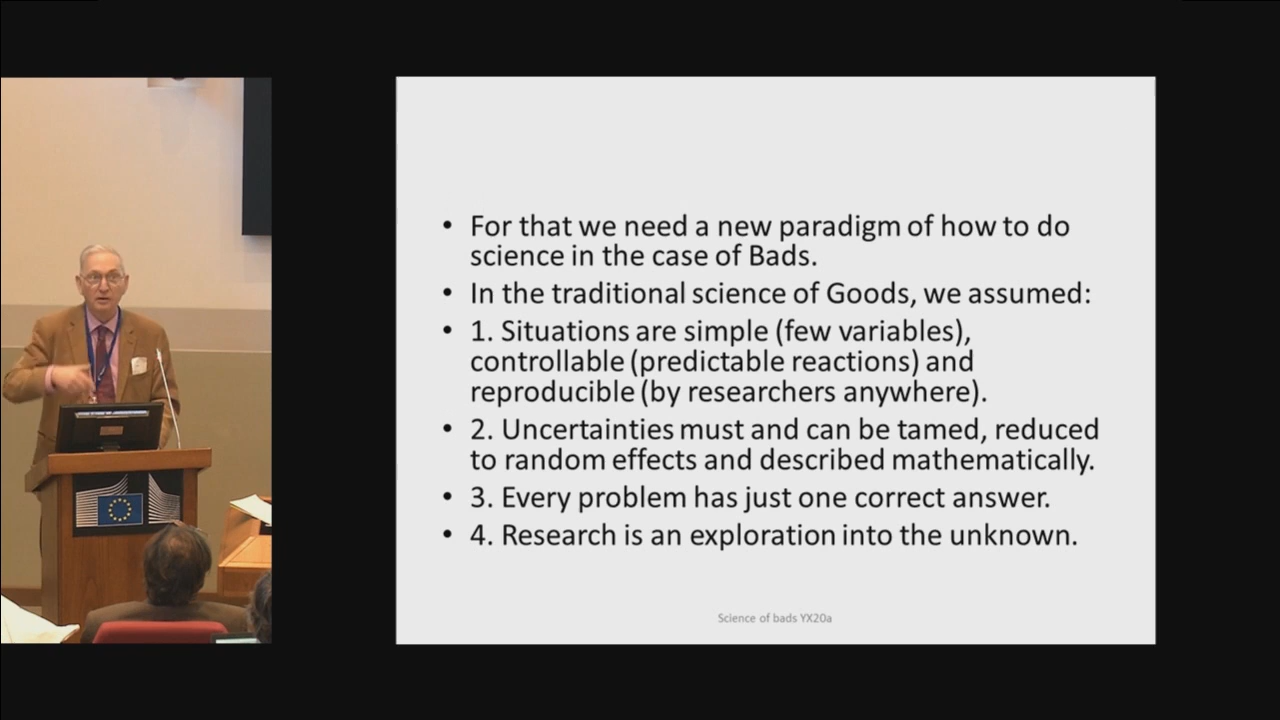 • For that we need a new paradigm of how to do
science in the case of Bads.
• In the traditional science of Goods, we assumed:
• 1. Situations are simple (few variables),
controllable (predictable reactions) and
reproducible (by researchers anywhere).
• 2. Uncertainties must and can be tamed, reduced
to random effects and described mathematically.
• 3. Every problem has just one correct answer.
• 4. Research is an exploration into the unknown.
Science of bads YX20a